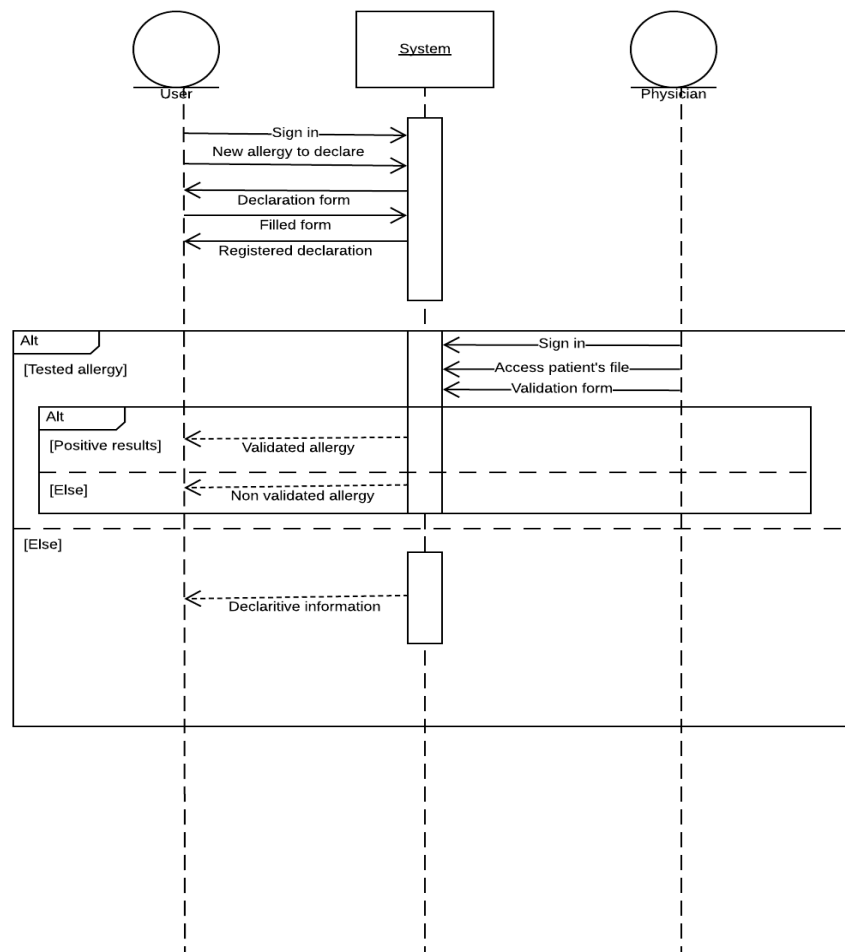 System
User
Physician
Sign in
New allergy to declare
Declaration form
Filled form
Registered declaration
Alt
Sign in
[Tested allergy]
Access patient's file
Validation form
Alt
[Positive results]
Validated allergy
[Else]
Non validated allergy
[Else]
Declaritive information